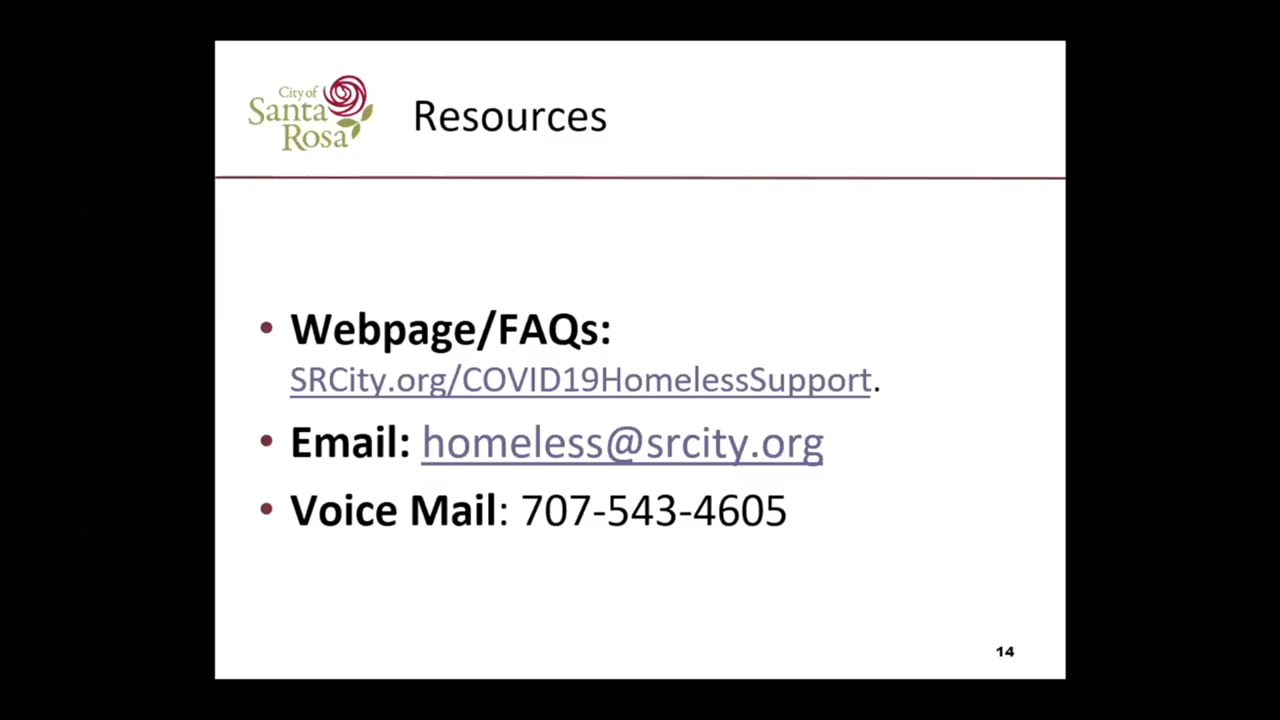 City of
Santa
Rosa
Resources
• Webpage/FAQs:
SRCity.org/COVID19HomelessSupport.
• Email: homeless@srcity.org
• Voice Mail: 707-543-4605
14